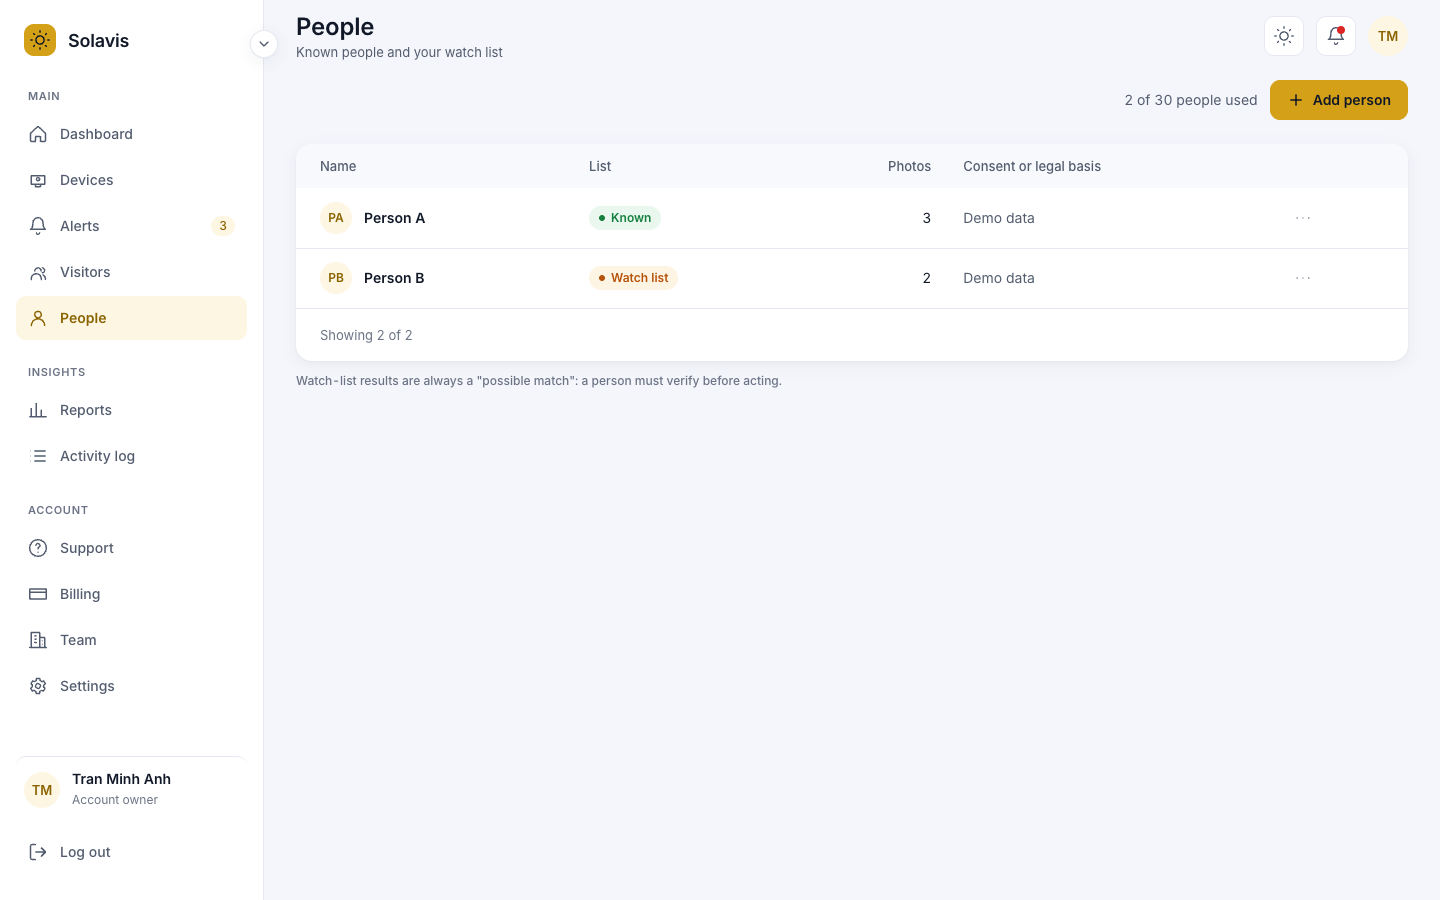 Solavis
MAIN
Dashboard
Devices
Alerts 3
Visitors
People
INSIGHTS
Reports
Activity log
ACCOUNT
Support
Billing
Team
Settings
TM
Tran Minh Anh
Account owner
Log out
People
Known people and your watch list
TM
2 of 30 people used
+ Add person
Name List Photos Consent or legal basis
PA Person A Known 3 Demo data ...
PB Person B Watch list 2 Demo data ...
Showing 2 of 2
Watch-list results are always a "possible match": a person must verify before acting.